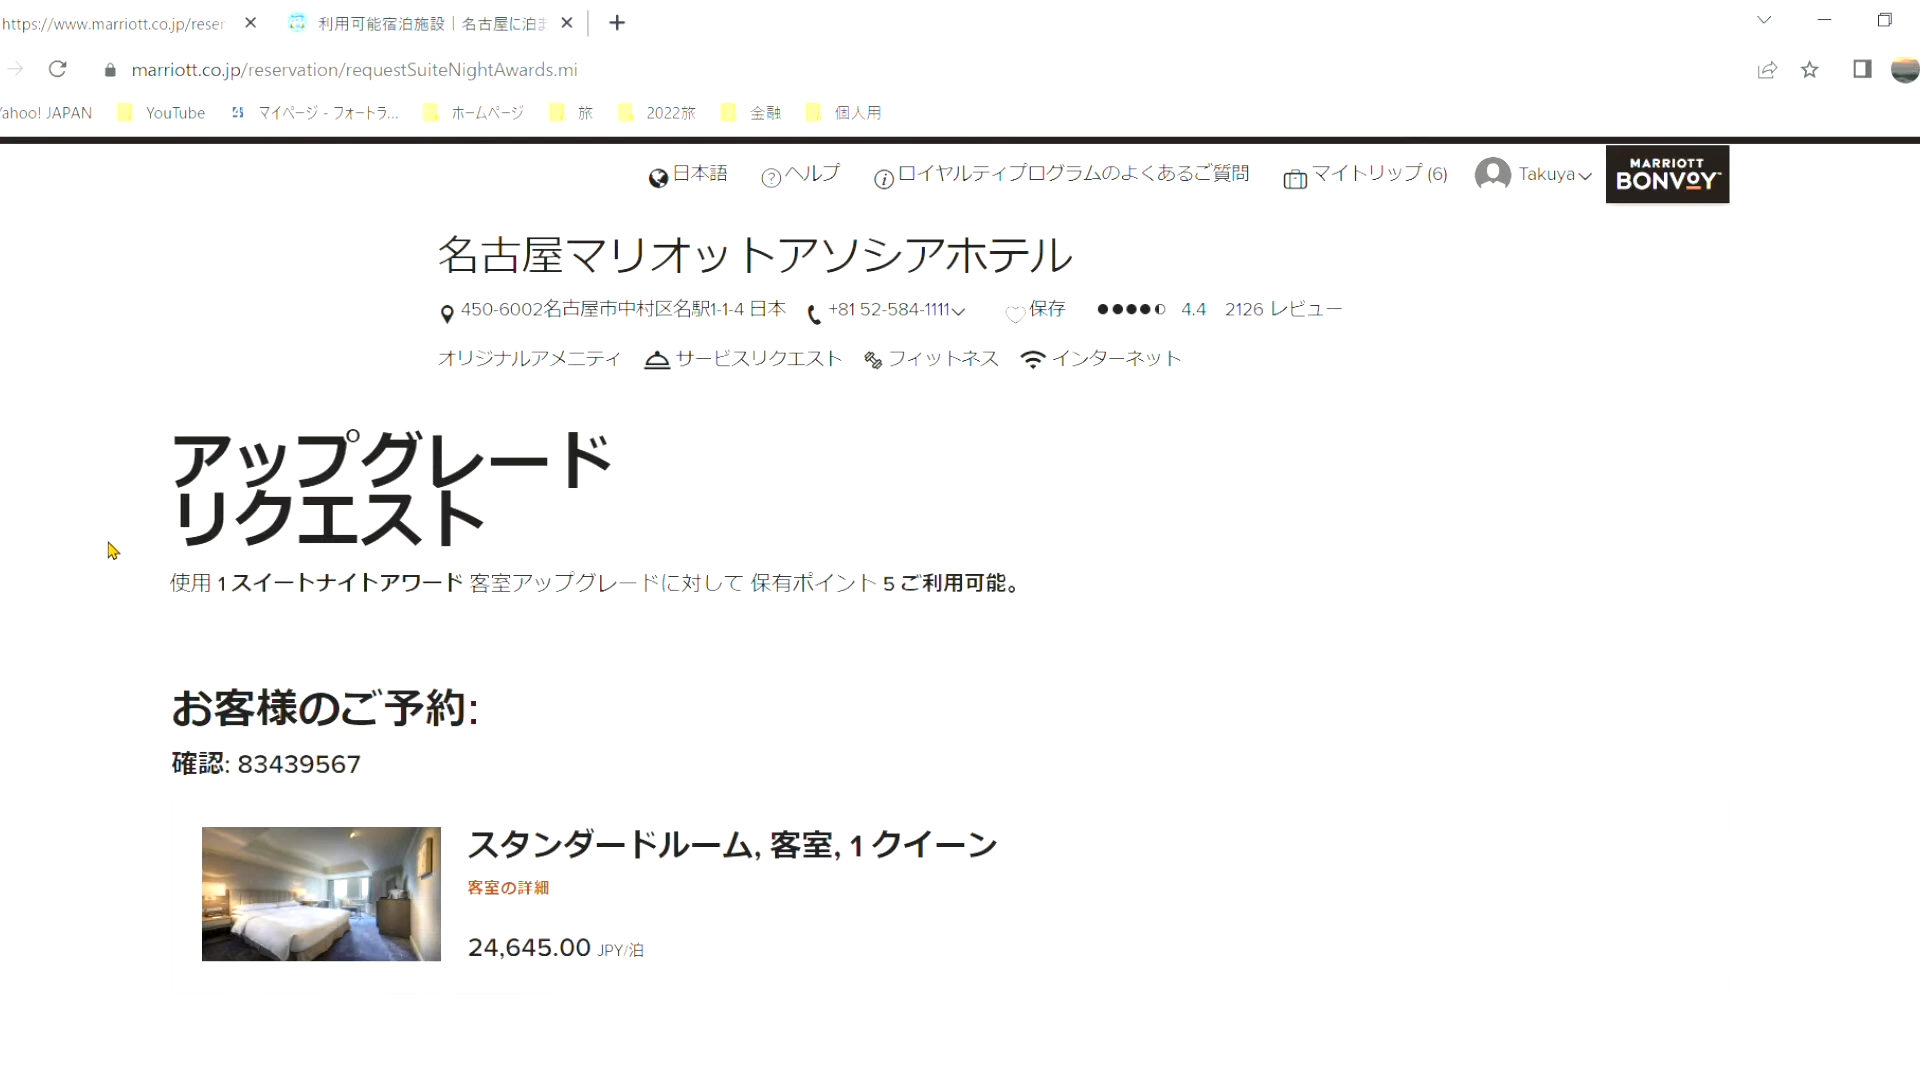 https://www.marriott.co.jp/reser
利用可能宿泊施設 | 名古屋に泊ま
marriott.co.jp/reservation/requestSuiteNightAwards.mi
ahoo! JAPAN YouTube マイページ - フォートラ... ホームページ 旅 2022旅 金融 個人用
日本語 ヘルプ ロイヤルティプログラムのよくあるご質問 マイトリップ (6) Takuya MARRIOTT BONVOY
名古屋マリオットアソシアホテル
450-6002名古屋市中村区名駅1-1-4 日本 +81 52-584-1111 保存 4.4 2126 レビュー
オリジナルアメニティ サービスリクエスト フィットネス インターネット
アップグレード
リクエスト
使用 1 スイートナイトアワード 客室アップグレードに対して 保有ポイント 5 ご利用可能。
お客様のご予約:
確認: 83439567
スタンダードルーム, 客室, 1 クイーン
客室の詳細
24,645.00 JPY/泊